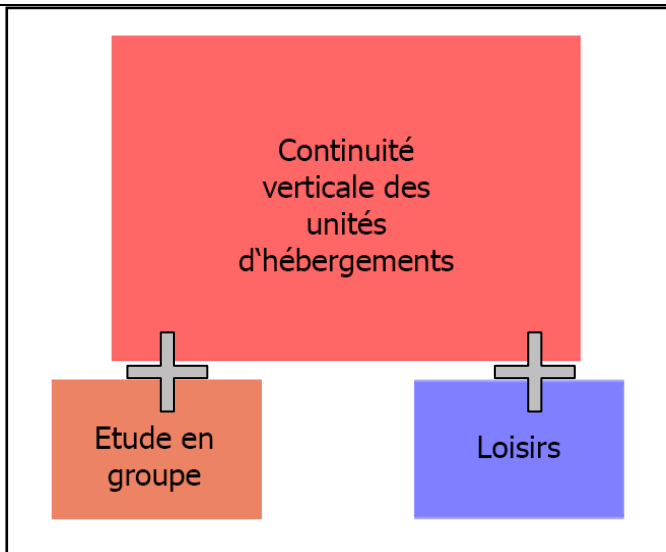 Continuité
verticale des
unités
d‘hébergements
Etude en
groupe
Loisirs